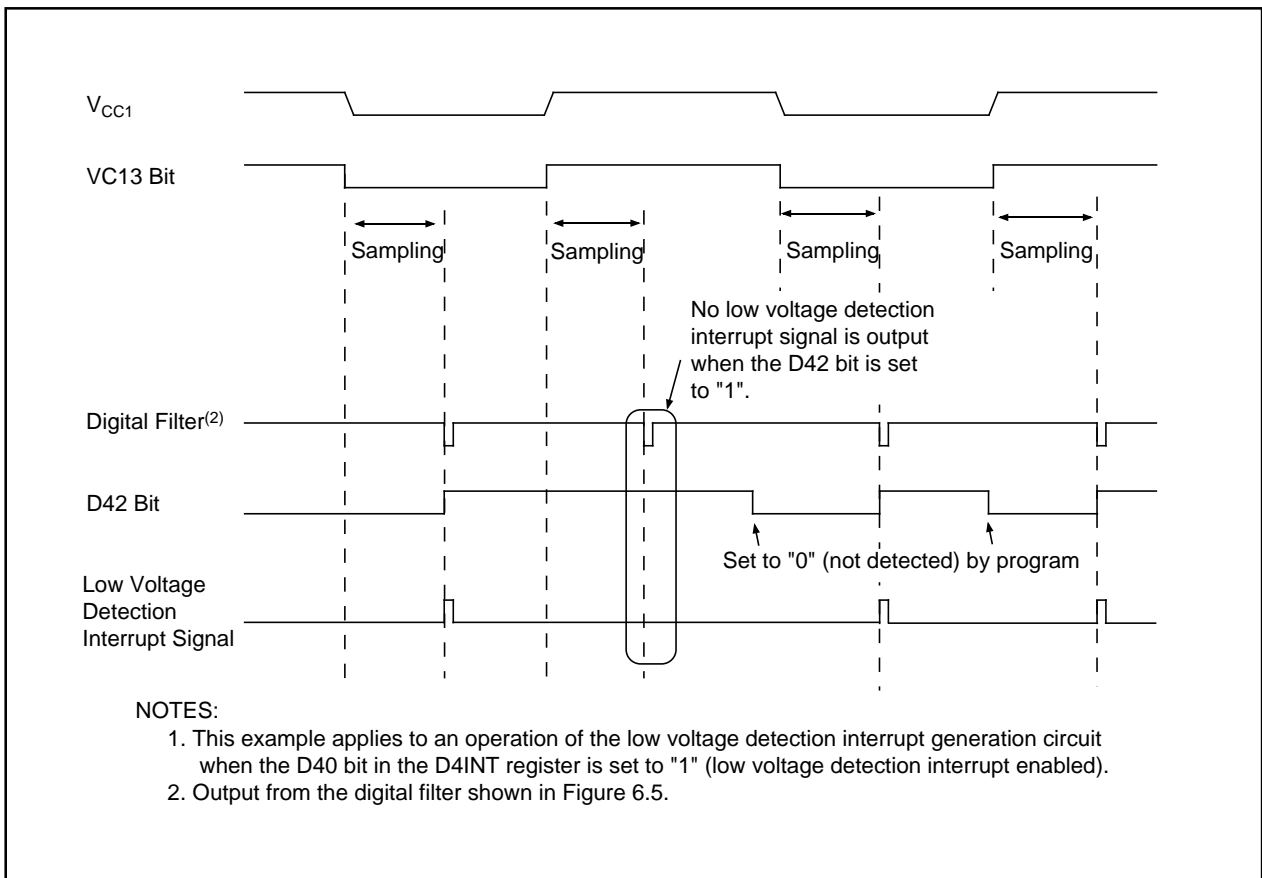 VCC1
VC13 Bit
Sampling
Sampling
Sampling
Sampling
No low voltage detection
interrupt signal is output
when the D42 bit is set
to "1".
Digital Filter(2)
D42 Bit
Set to "0" (not detected) by program
Low Voltage
Detection
Interrupt Signal
NOTES:
1. This example applies to an operation of the low voltage detection interrupt generation circuit
when the D40 bit in the D4INT register is set to "1" (low voltage detection interrupt enabled).
2. Output from the digital filter shown in Figure 6.5.